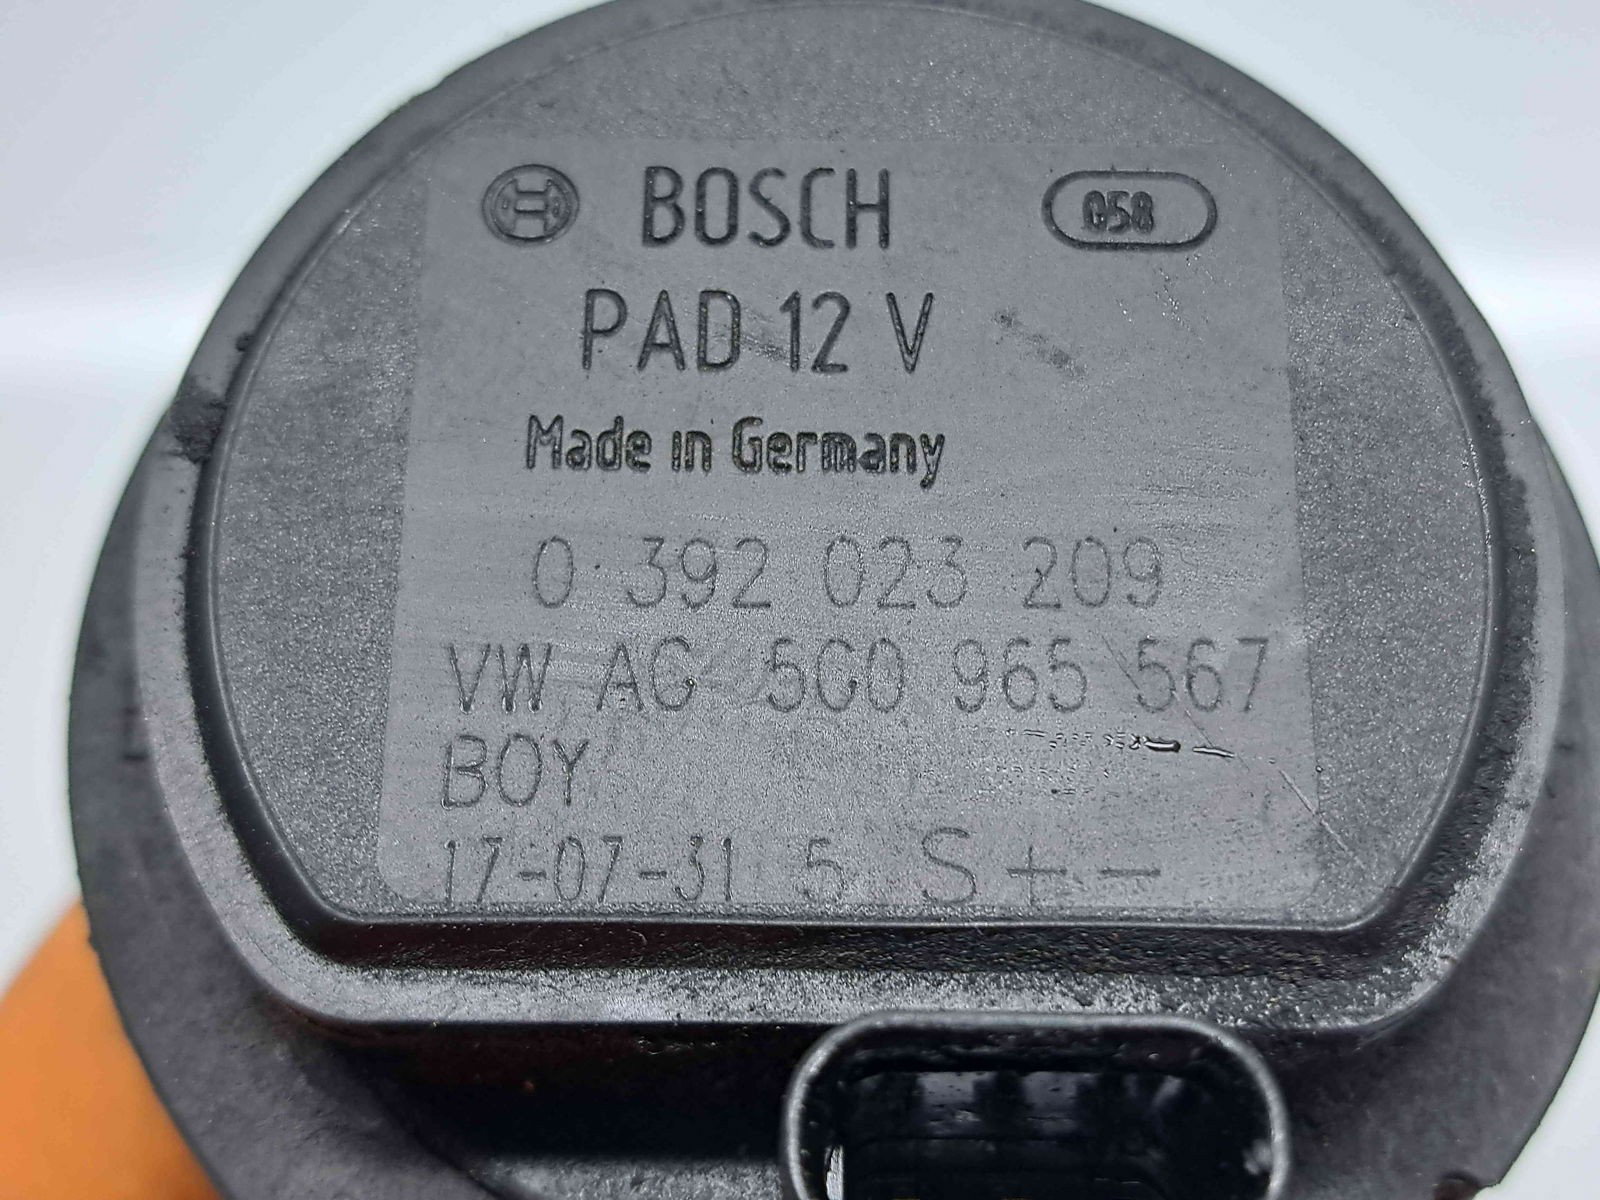 BOSCH 058
PAD 12 V
Made in Germany
0 392 023 209
VW AG 5G0 965 567
BOY
17-07-31 5 S + -